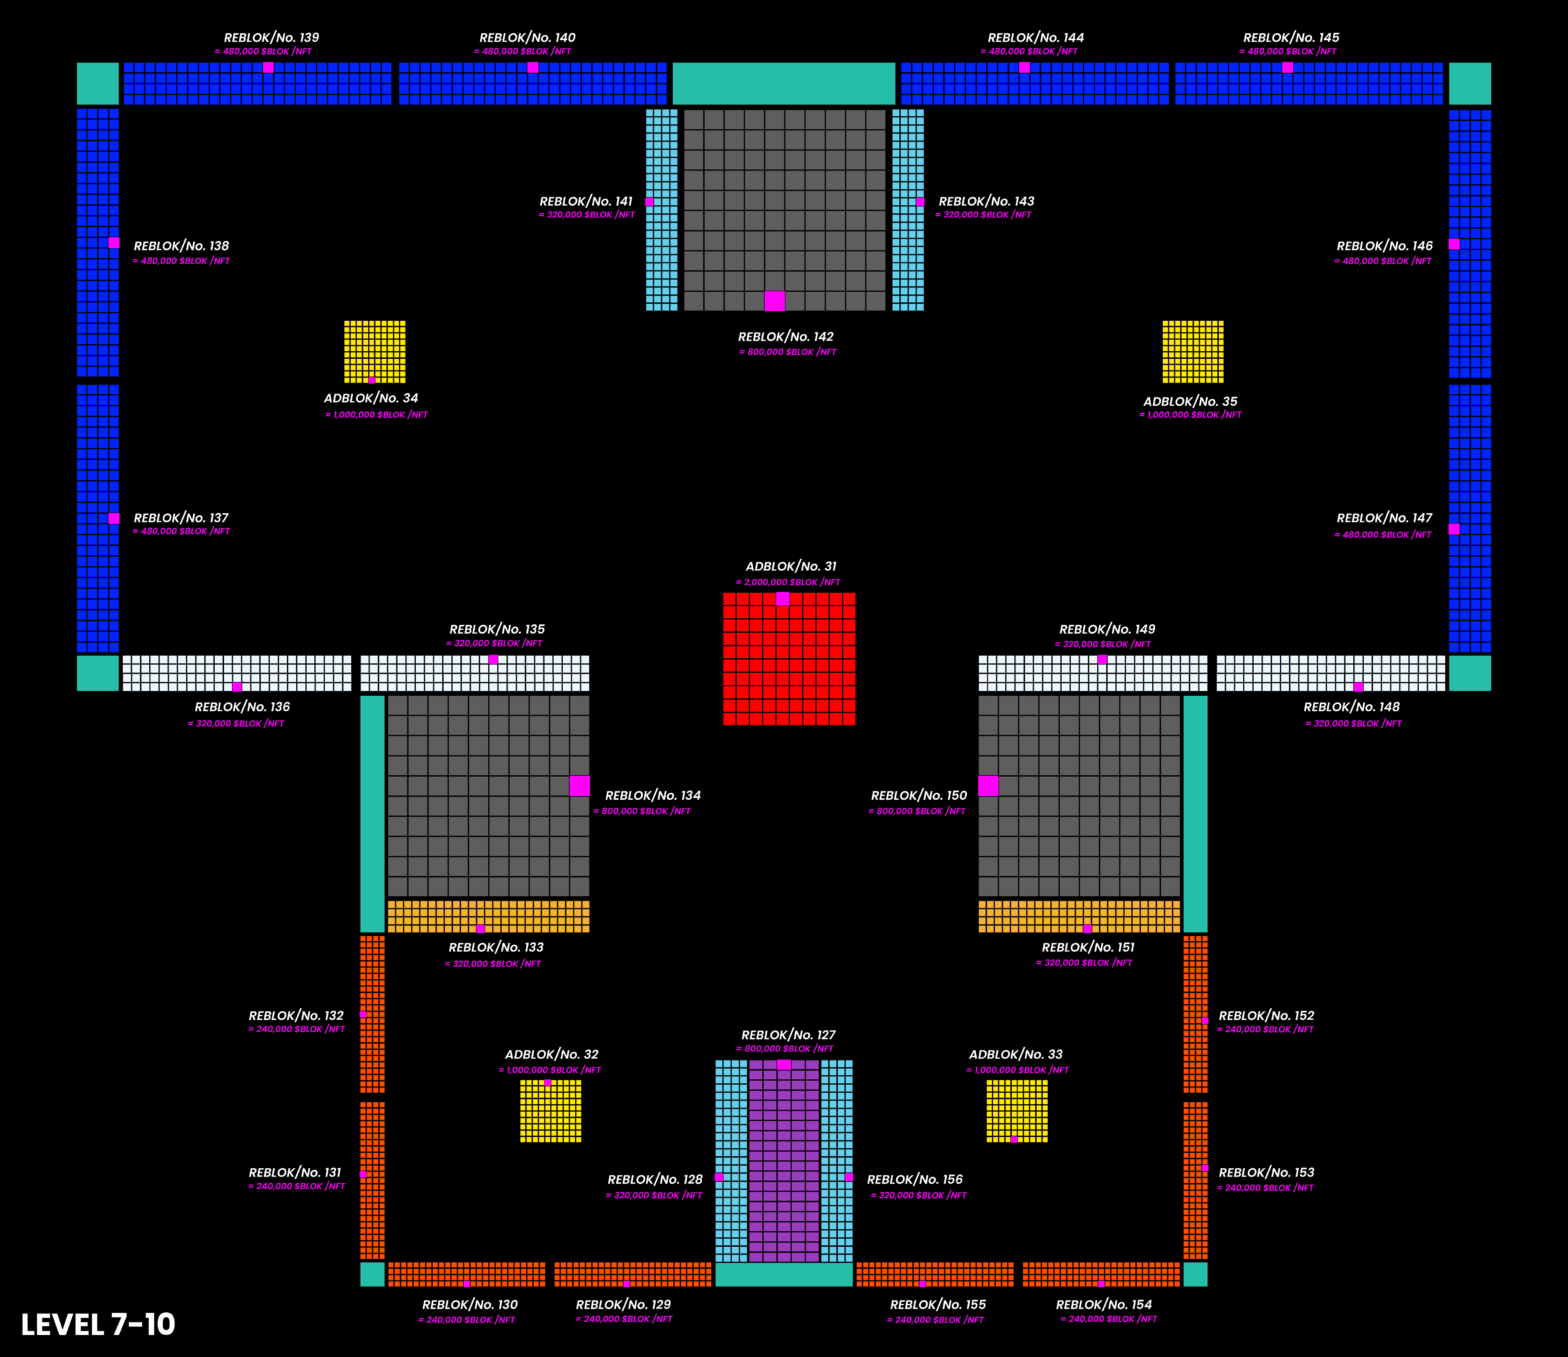 REBLOK/No. 139
= 480,000 $BLOK /NFT
REBLOK/No. 140
= 480,000 $BLOK /NFT
REBLOK/No. 144
= 480,000 $BLOK /NFT
REBLOK/No. 145
= 480,000 $BLOK /NFT
REBLOK/No. 141
= 320,000 $BLOK /NFT
REBLOK/No. 143
= 320,000 $BLOK /NFT
REBLOK/No. 138
= 480,000 $BLOK /NFT
REBLOK/No. 146
= 480,000 $BLOK /NFT
REBLOK/No. 142
= 800,000 $BLOK /NFT
ADBLOK/No. 34
= 1,000,000 $BLOK /NFT
ADBLOK/No. 35
= 1,000,000 $BLOK /NFT
REBLOK/No. 137
= 480,000 $BLOK /NFT
REBLOK/No. 147
= 480,000 $BLOK /NFT
ADBLOK/No. 31
= 2,000,000 $BLOK /NFT
REBLOK/No. 135
= 320,000 $BLOK /NFT
REBLOK/No. 149
= 320,000 $BLOK /NFT
REBLOK/No. 136
= 320,000 $BLOK /NFT
REBLOK/No. 148
= 320,000 $BLOK /NFT
REBLOK/No. 134
= 800,000 $BLOK /NFT
REBLOK/No. 150
= 800,000 $BLOK /NFT
REBLOK/No. 133
= 320,000 $BLOK /NFT
REBLOK/No. 151
= 320,000 $BLOK /NFT
REBLOK/No. 132
= 240,000 $BLOK /NFT
REBLOK/No. 152
= 240,000 $BLOK /NFT
REBLOK/No. 127
= 800,000 $BLOK /NFT
ADBLOK/No. 32
= 1,000,000 $BLOK /NFT
ADBLOK/No. 33
= 1,000,000 $BLOK /NFT
REBLOK/No. 131
= 240,000 $BLOK /NFT
REBLOK/No. 128
= 320,000 $BLOK /NFT
REBLOK/No. 156
= 320,000 $BLOK /NFT
REBLOK/No. 153
= 240,000 $BLOK /NFT
REBLOK/No. 130
= 240,000 $BLOK /NFT
REBLOK/No. 129
= 240,000 $BLOK /NFT
REBLOK/No. 155
= 240,000 $BLOK /NFT
REBLOK/No. 154
= 240,000 $BLOK /NFT
LEVEL 7-10